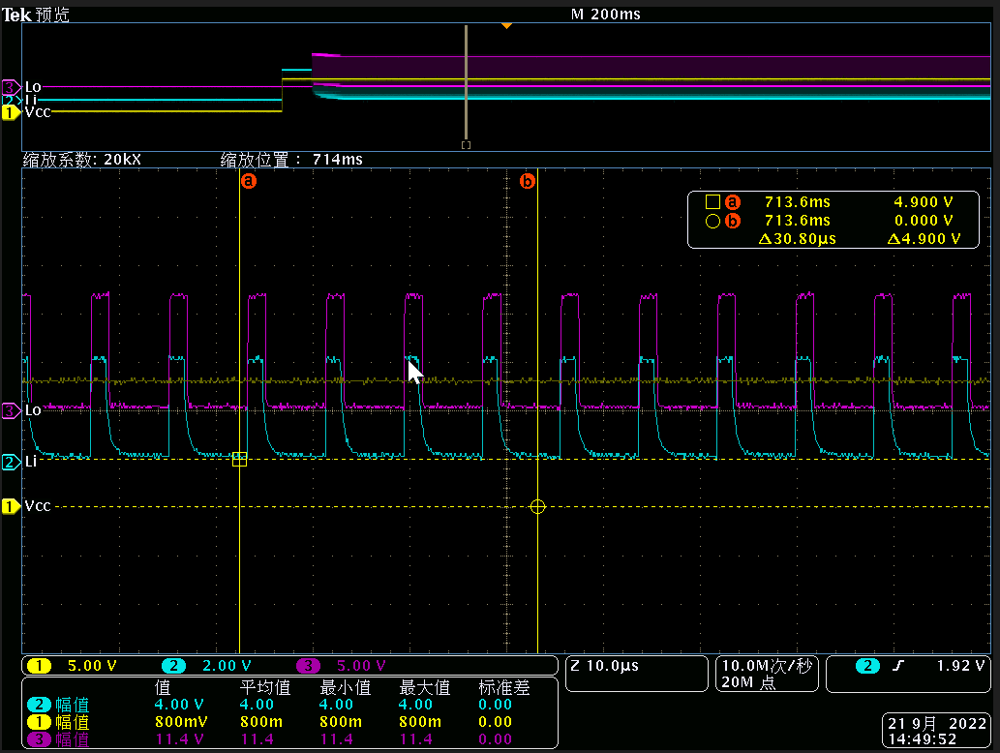 Tek 预览 M 200ms
3 Lo
2 Li
1 Vcc
缩放系数: 20kX 缩放位置: 714ms
a b
a 713.6ms 4.900 V
b 713.6ms 0.000 V
Δ30.80μs Δ4.900 V
3 Lo
2 Li
1 Vcc
1 5.00 V 2 2.00 V 3 5.00 V
Z 10.0μs
10.0M次/秒
20M 点
2 1.92 V
值 平均值 最小值 最大值 标准差
2 幅值 4.00 V 4.00 4.00 4.00 0.00
1 幅值 800mV 800m 800m 800m 0.00
3 幅值 11.4 V 11.4 11.4 11.4 0.00
21 9月 2022
14:49:52